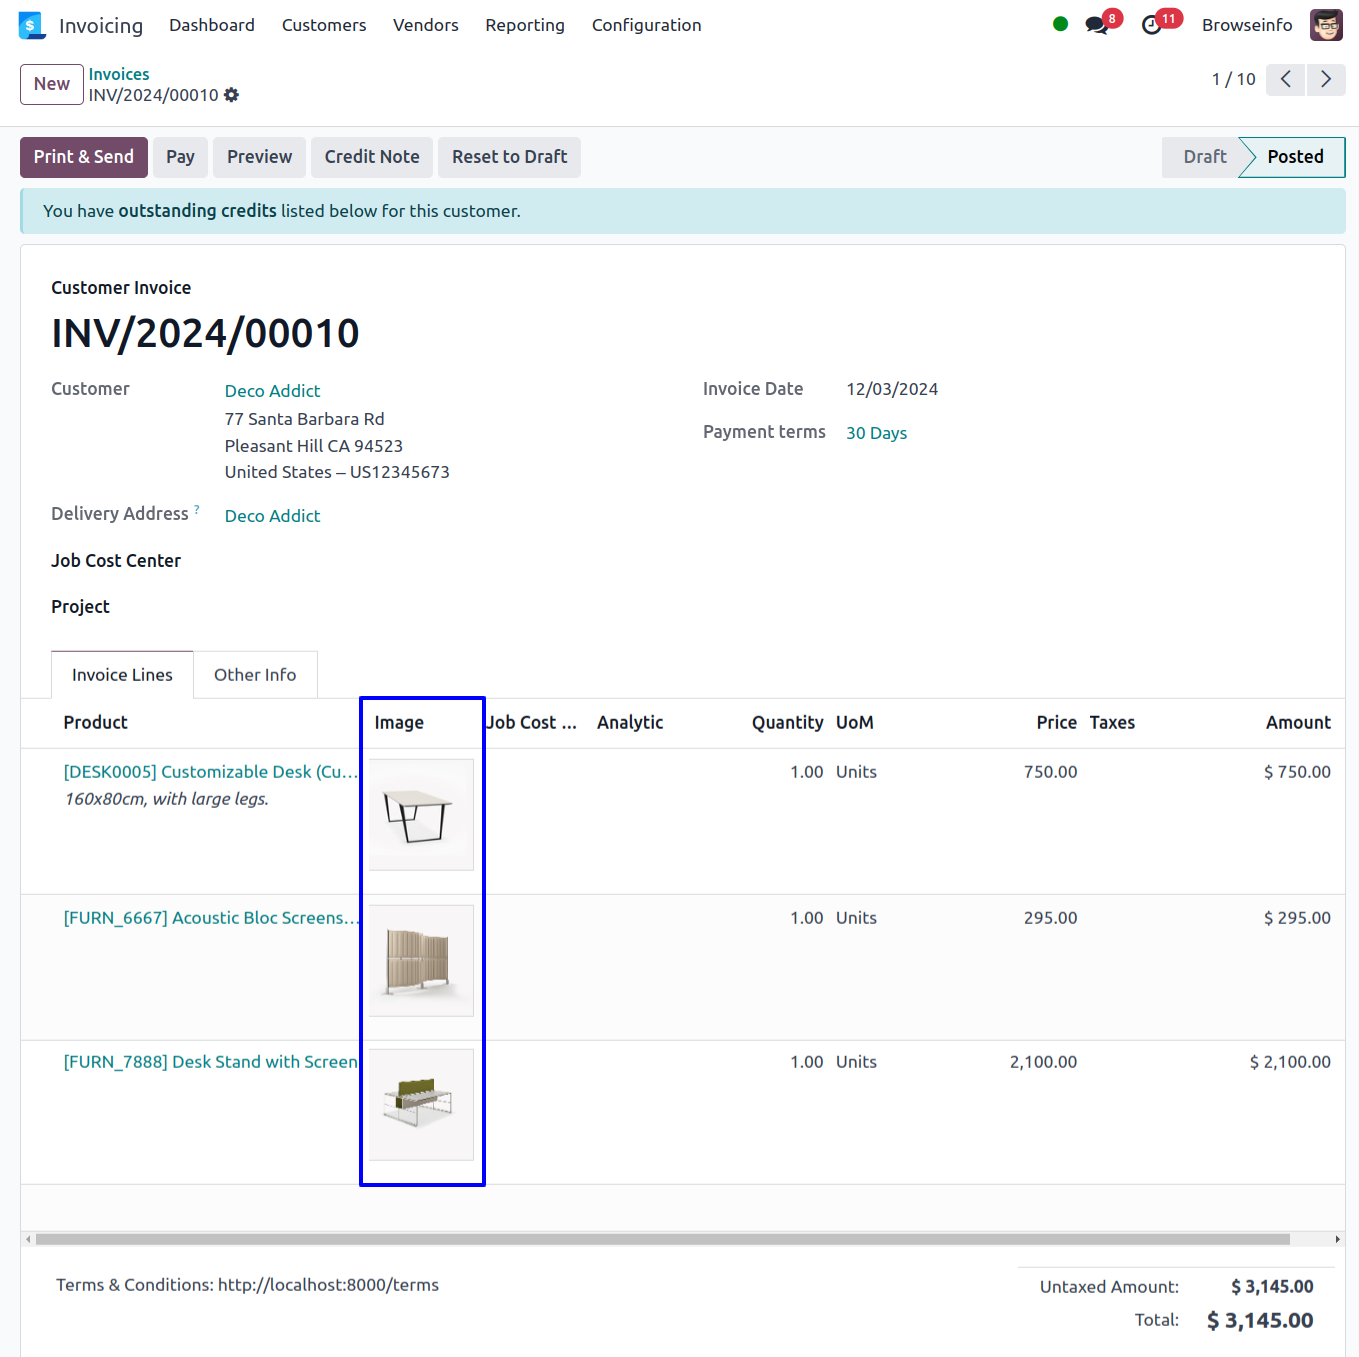 Invoicing Dashboard Customers Vendors Reporting Configuration 8 11 Browseinfo
New Invoices 1 / 10
INV/2024/00010
Print & Send Pay Preview Credit Note Reset to Draft Draft Posted
You have outstanding credits listed below for this customer.
Customer Invoice
INV/2024/00010
Customer Deco Addict Invoice Date 12/03/2024
77 Santa Barbara Rd
Pleasant Hill CA 94523 Payment terms 30 Days
United States – US12345673
Delivery Address ? Deco Addict
Job Cost Center
Project
Invoice Lines Other Info
Product Image Job Cost ... Analytic Quantity UoM Price Taxes Amount
[DESK0005] Customizable Desk (Cu... 1.00 Units 750.00 $ 750.00
160x80cm, with large legs.
[FURN_6667] Acoustic Bloc Screens... 1.00 Units 295.00 $ 295.00
[FURN_7888] Desk Stand with Screen 1.00 Units 2,100.00 $ 2,100.00
Terms & Conditions: http://localhost:8000/terms Untaxed Amount: $ 3,145.00
Total: $ 3,145.00